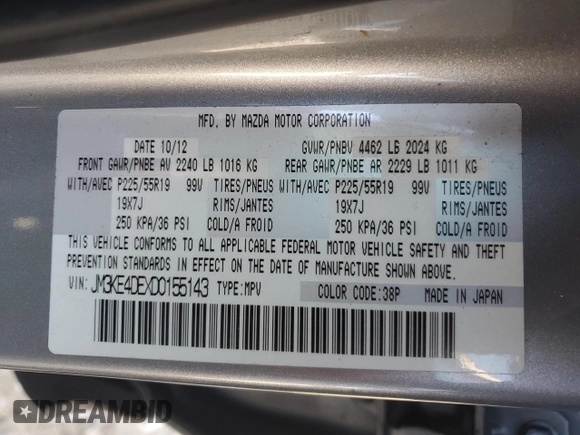 MFD. BY MAZDA MOTOR CORPORATION
DATE 10/12 GVWR/PNBV 4462 LB 2024 KG
FRONT GAWR/PNBE AV 2240 LB 1016 KG REAR GAWR/PNBE AR 2229 LB 1011 KG
WITH/AVEC P225/55R19 99V TIRES/PNEUS WITH/AVEC P225/55R19 99V TIRES/PNEUS
19X7J RIMS/JANTES 19X7J RIMS/JANTES
250 KPA/36 PSI COLD/A FROID 250 KPA/36 PSI COLD/A FROID
THIS VEHICLE CONFORMS TO ALL APPLICABLE FEDERAL MOTOR VEHICLE SAFETY AND THEFT
PREVENTION STANDARDS IN EFFECT ON THE DATE OF MANUFACTURE SHOWN ABOVE.
VIN: JM3KE4DEXD0155143 TYPE:MPV COLOR CODE:38P MADE IN JAPAN
DREAMBID